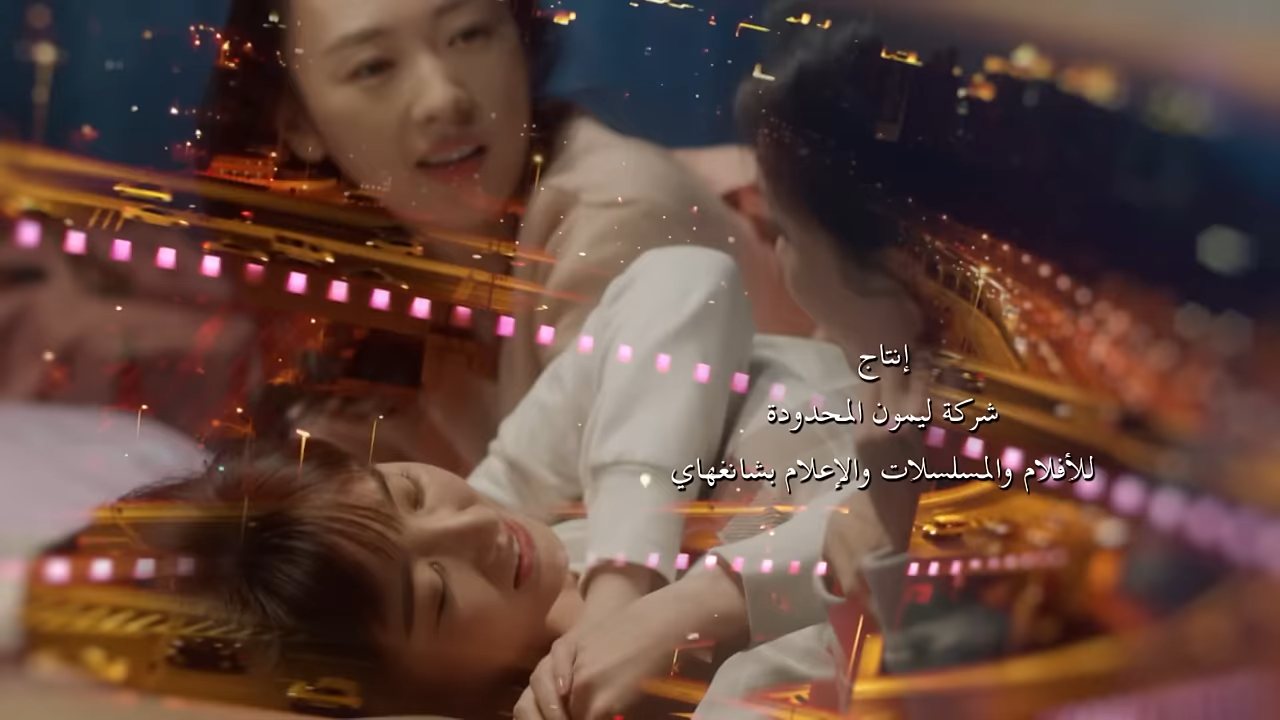 إنتاج
شركة ليمون المحدودة
للأفلام والمسلسلات والإعلام بشانغهاي